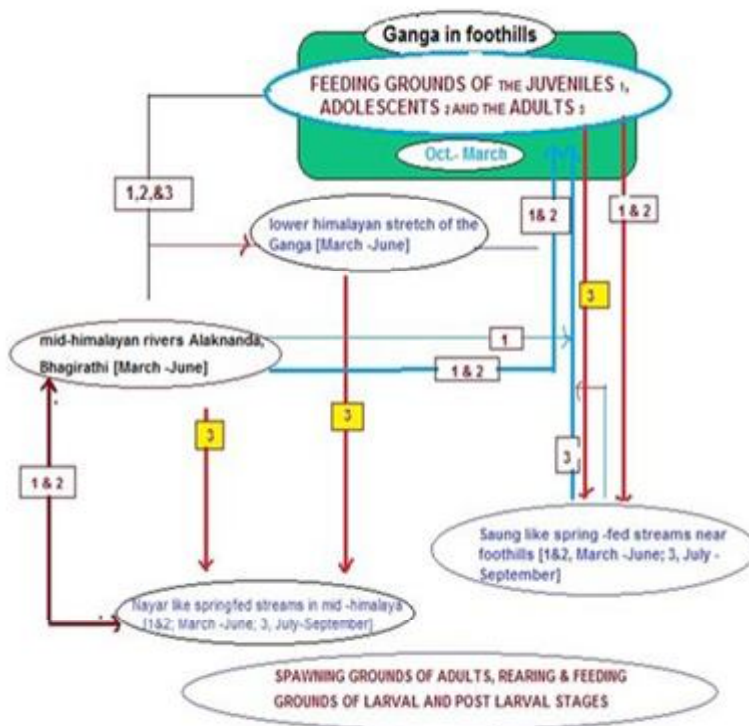 Ganga in foothills
FEEDING GROUNDS OF THE JUVENILES 1,
ADOLESCENTS 2 AND THE ADULTS 3
Oct.- March
1,2,&3
lower himalayan stretch of the
Ganga [March -June]
1& 2
1 & 2
3
mid-himalayan rivers Alaknanda,
Bhagirathi [March -June]
1
1 & 2
3
3
3
1 & 2
Saung like spring -fed streams near
foothills [1&2, March -June; 3, July -
September]
Nayar like springfed streams in mid -himalaya
[1&2; March -June; 3, July-September]
SPAWNING GROUNDS OF ADULTS, REARING & FEEDING
GROUNDS OF LARVAL AND POST LARVAL STAGES